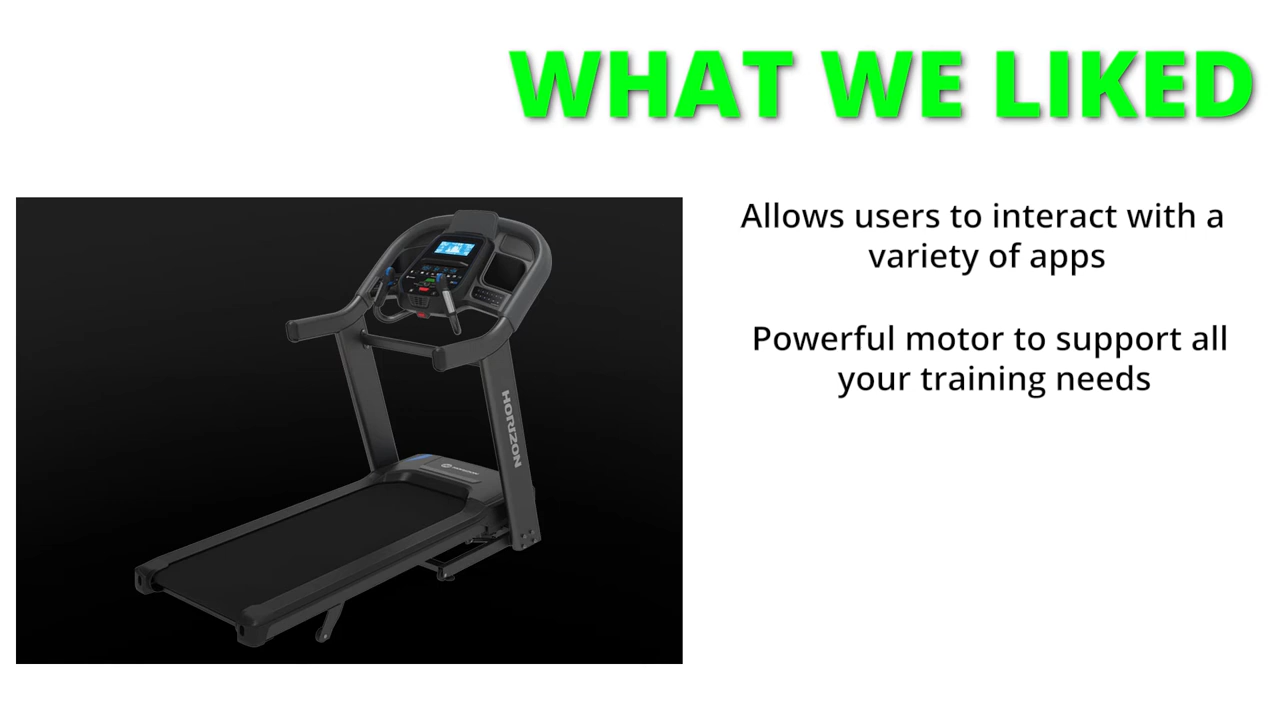 WHAT WE LIKED
Allows users to interact with a
variety of apps
Powerful motor to support all
your training needs
HORIZON